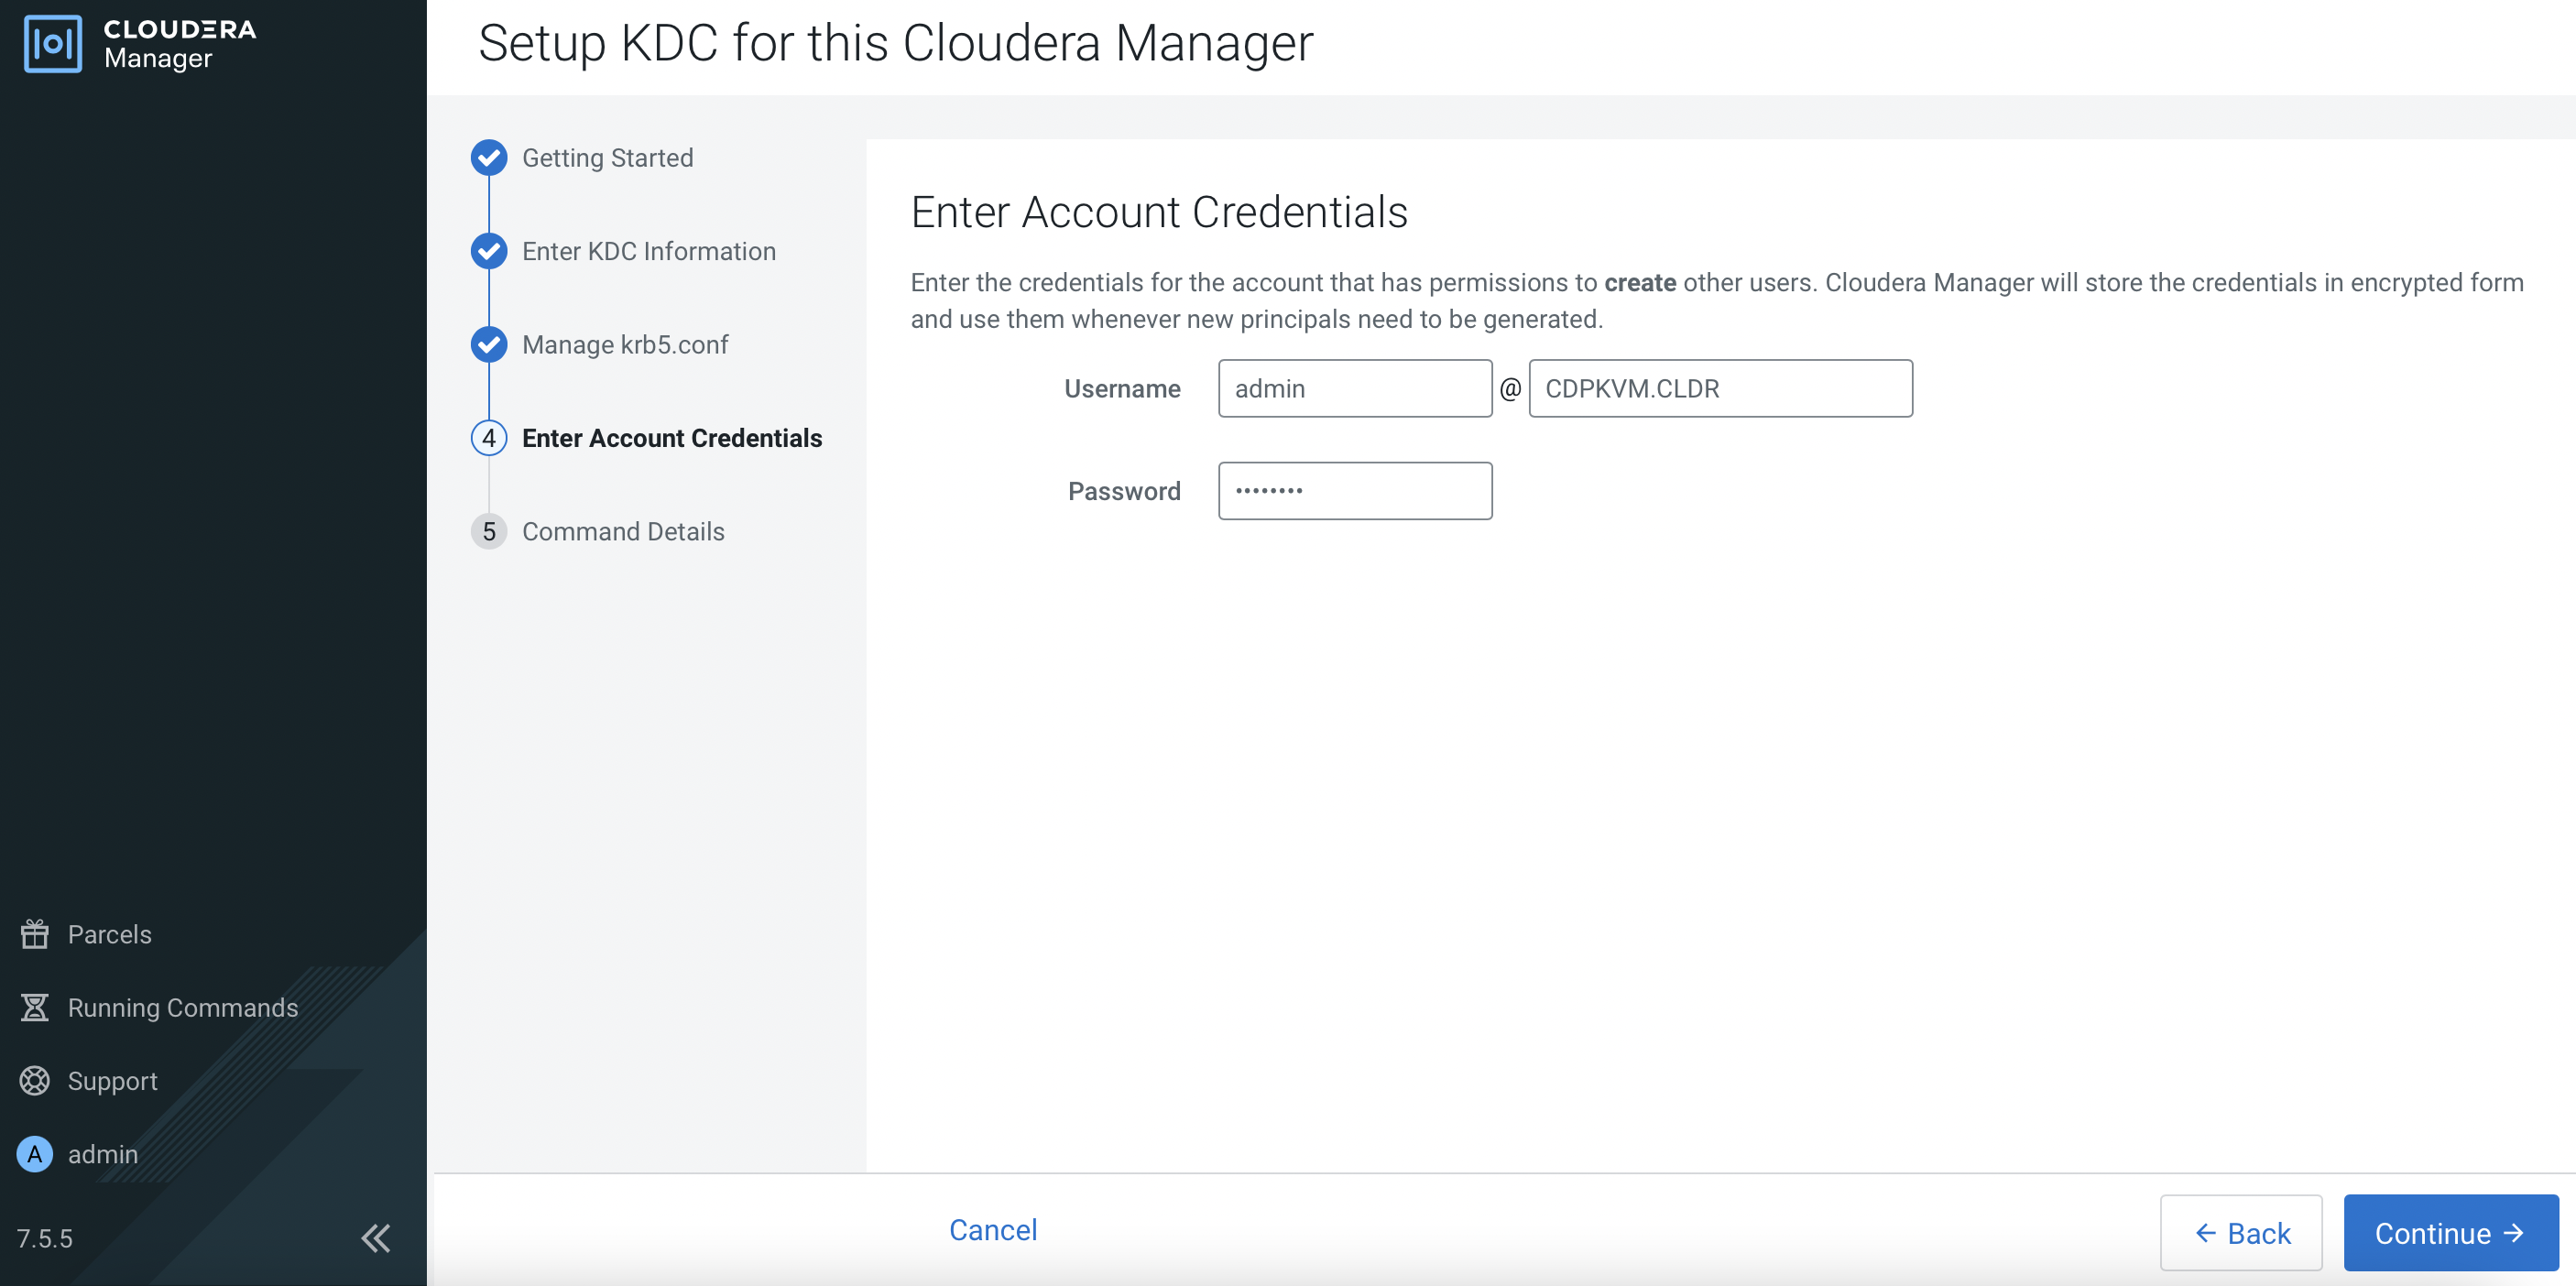 CLOUDERA
Manager
Setup KDC for this Cloudera Manager
Getting Started
Enter KDC Information
Manage krb5.conf
4 Enter Account Credentials
5 Command Details
Enter Account Credentials
Enter the credentials for the account that has permissions to create other users. Cloudera Manager will store the credentials in encrypted form
and use them whenever new principals need to be generated.
Username admin @ CDPKVM.CLDR
Password ••••••••
Parcels
Running Commands
Support
A admin
7.5.5
Cancel
← Back
Continue →